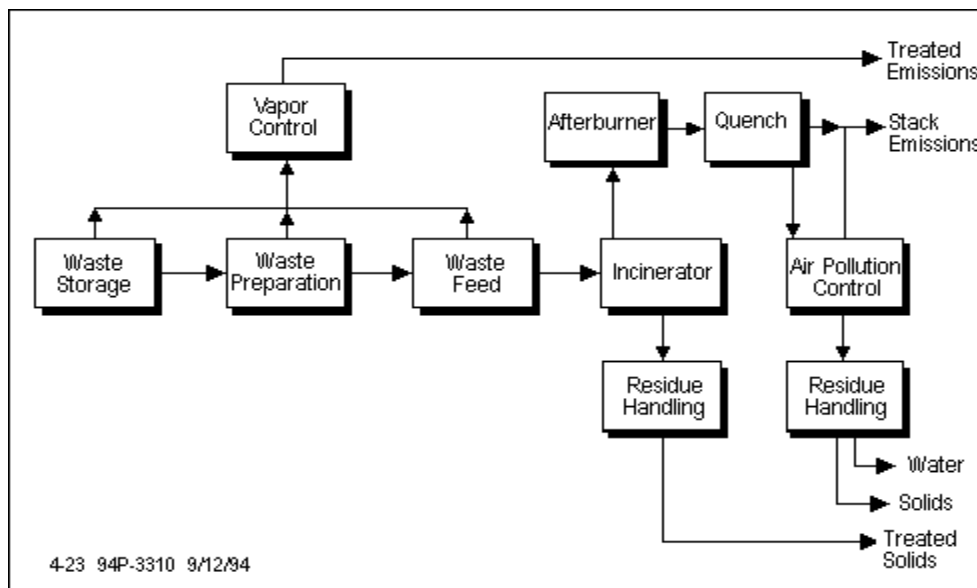 Treated
Emissions
Vapor
Control
Afterburner
Quench
Stack
Emissions
Waste
Storage
Waste
Preparation
Waste
Feed
Incinerator
Air Pollution
Control
Residue
Handling
Residue
Handling
Water
Solids
Treated
Solids
4-23 94P-3310 9/12/94